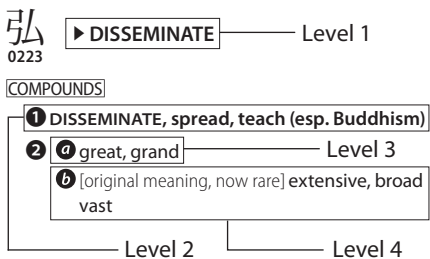 弘 ▶ DISSEMINATE Level 1
0223
COMPOUNDS
❶ DISSEMINATE, spread, teach (esp. Buddhism)
❷ ⓐ great, grand Level 3
ⓑ [original meaning, now rare] extensive, broad
vast
Level 2 Level 4